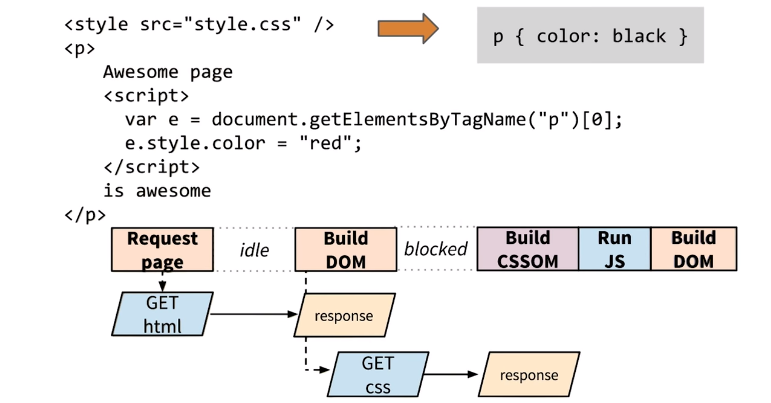 <style src="style.css" />
<p>
Awesome page
<script>
var e = document.getElementsByTagName("p")[0];
e.style.color = "red";
</script>
is awesome
</p>
p { color: black }
Request
page
idle
Build
DOM
blocked
Build
CSSOM
Run
JS
Build
DOM
GET
html
response
GET
css
response